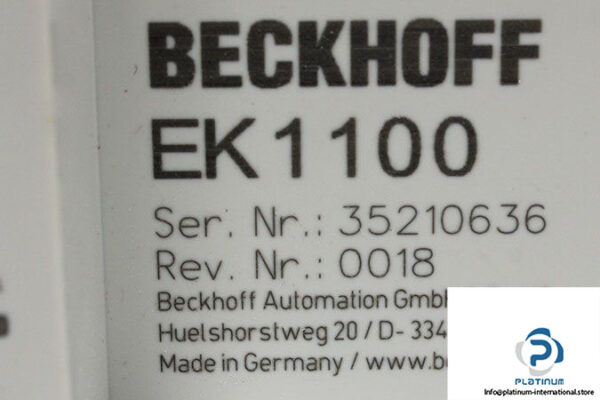 BECKHOFF
EK1100
Ser. Nr.: 35210636
Rev. Nr.: 0018
Beckhoff Automation GmbH
Huelshorstweg 20 / D- 334
Made in Germany / www.be
PLATINUM
Info@platinum-international.store